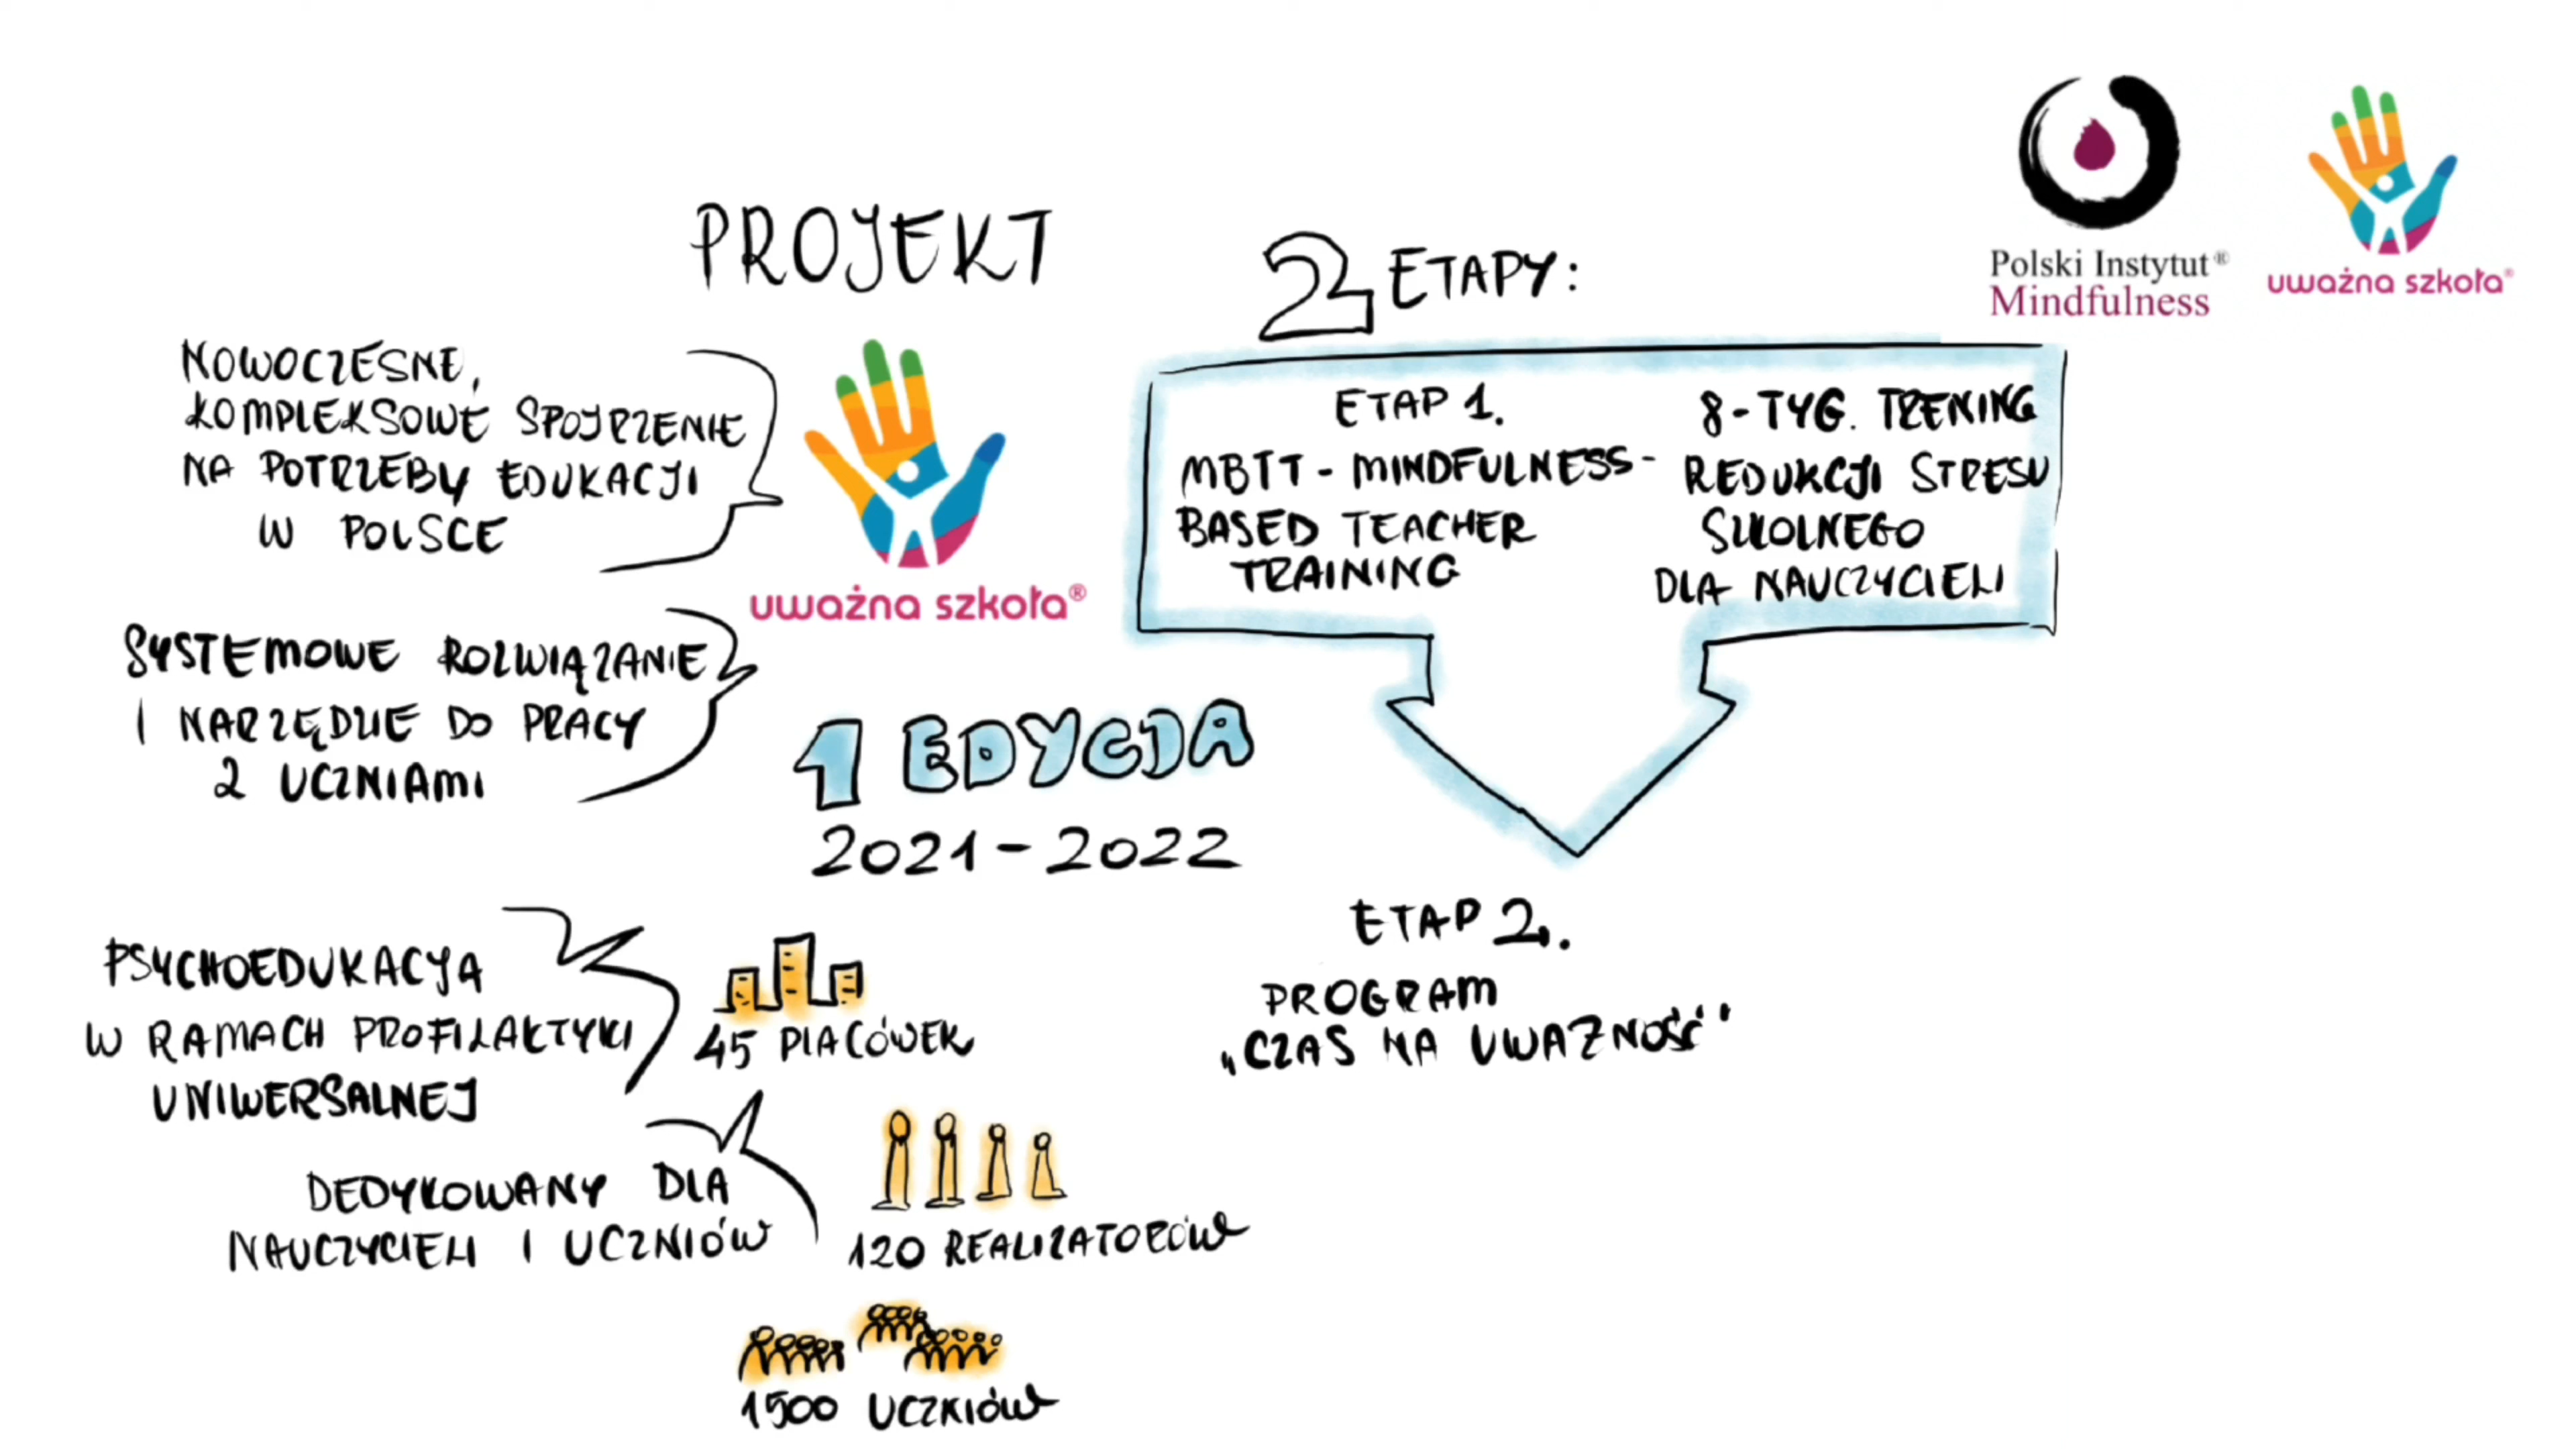 PROJEKT
NOWOCZESNE,
KOMPLEKSOWE SPOJRZENIE
NA POTRZEBY EDUKACJI
W POLSCE
uważna szkoła®
SYSTEMOWE ROZWIĄZANIE
I NARZĘDZIE DO PRACY
Z UCZNIAMI
1 EDYCJA
2021-2022
PSYCHOEDUKACJA
W RAMACH PROFILAKTYKI
UNIWERSALNEJ
45 PLACÓWEK
DEDYKOWANY DLA
NAUCZYCIELI I UCZNIÓW
120 REALIZATORÓW
1500 UCZNIÓW
2 ETAPY:
ETAP 1.
MBTT - MINDFULNESS-
BASED TEACHER
TRAINING
8-TYG. TRENING
REDUKCJI STRESU
SZKOLNEGO
DLA NAUCZYCIELI
ETAP 2.
PROGRAM
„CZAS NA UWAŻNOŚĆ"
Polski Instytut®
Mindfulness
uważna szkoła®